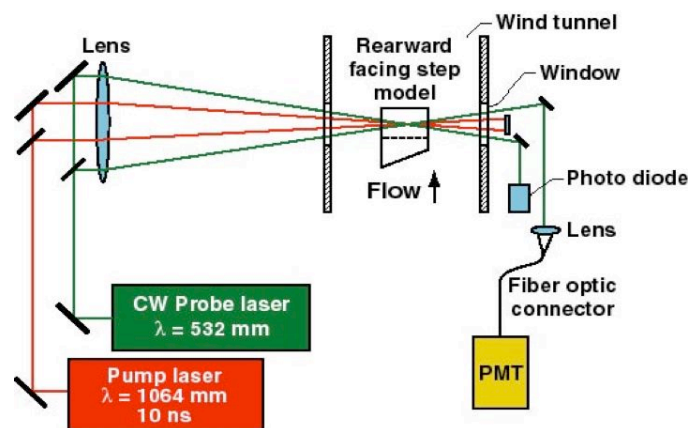 Lens
Wind tunnel
Rearward
facing step
model
Window
Flow
Photo diode
Lens
Fiber optic
connector
CW Probe laser
λ = 532 mm
Pump laser
λ = 1064 mm
10 ns
PMT